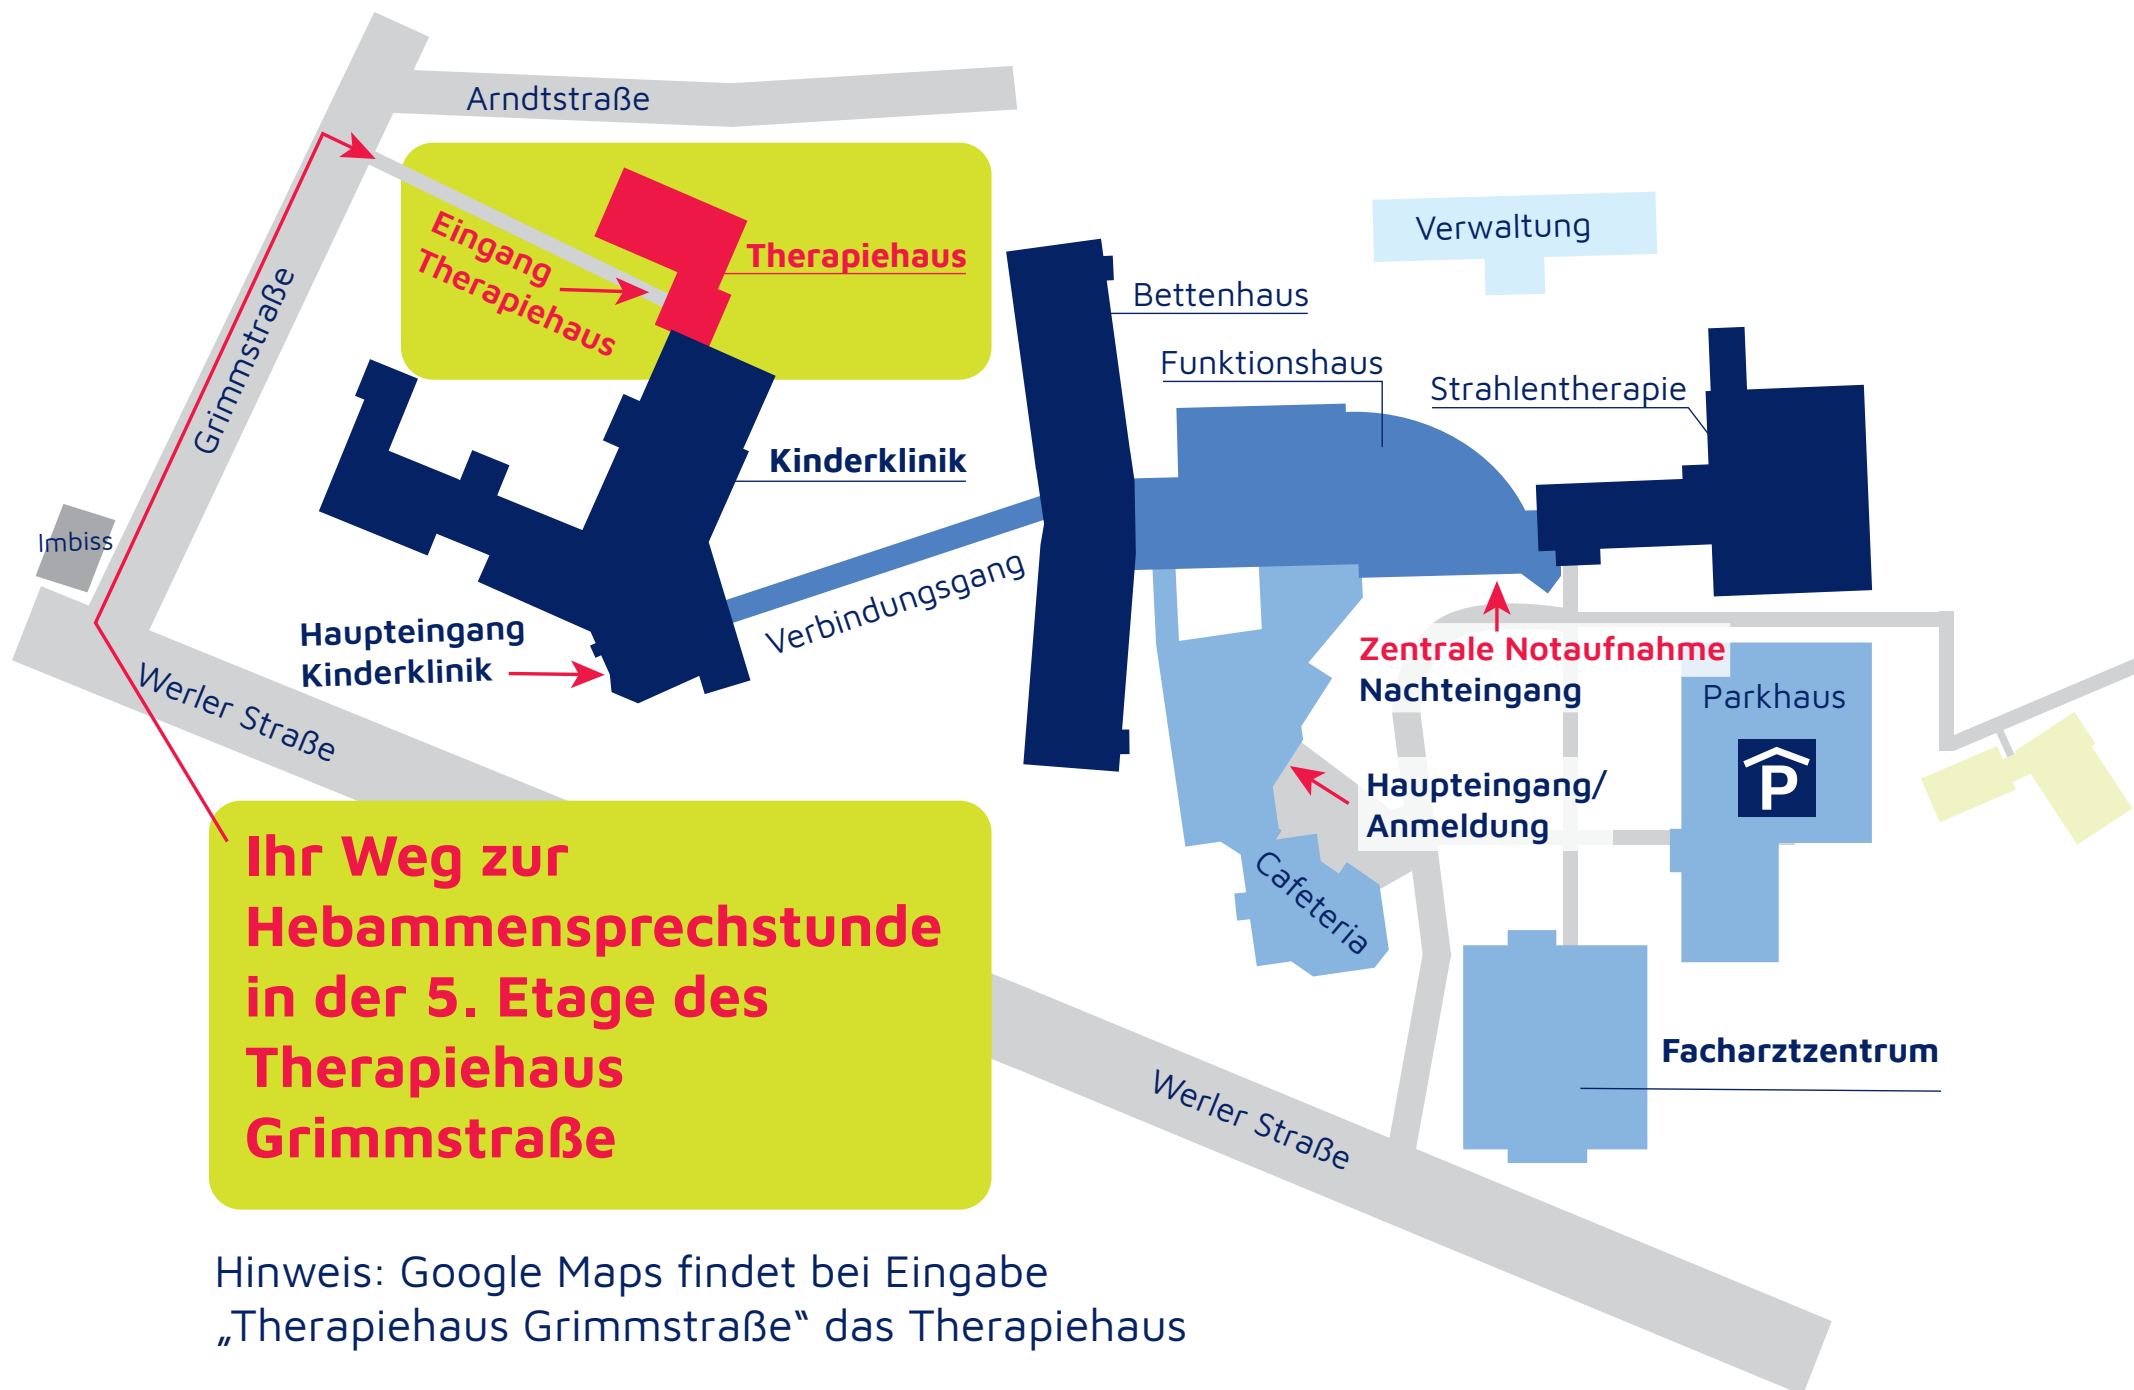 Arndtstraße
Grimmstraße
Eingang
Therapiehaus
Therapiehaus
Verwaltung
Bettenhaus
Funktionshaus
Strahlentherapie
Kinderklinik
Imbiss
Verbindungsgang
Haupteingang
Kinderklinik
Werler Straße
Zentrale Notaufnahme
Nachteingang
Parkhaus
P
Haupteingang/
Anmeldung
Cafeteria
Ihr Weg zur
Hebammensprechstunde
in der 5. Etage des
Therapiehaus
Grimmstraße
Facharztzentrum
Werler Straße
Hinweis: Google Maps findet bei Eingabe
„Therapiehaus Grimmstraße“ das Therapiehaus